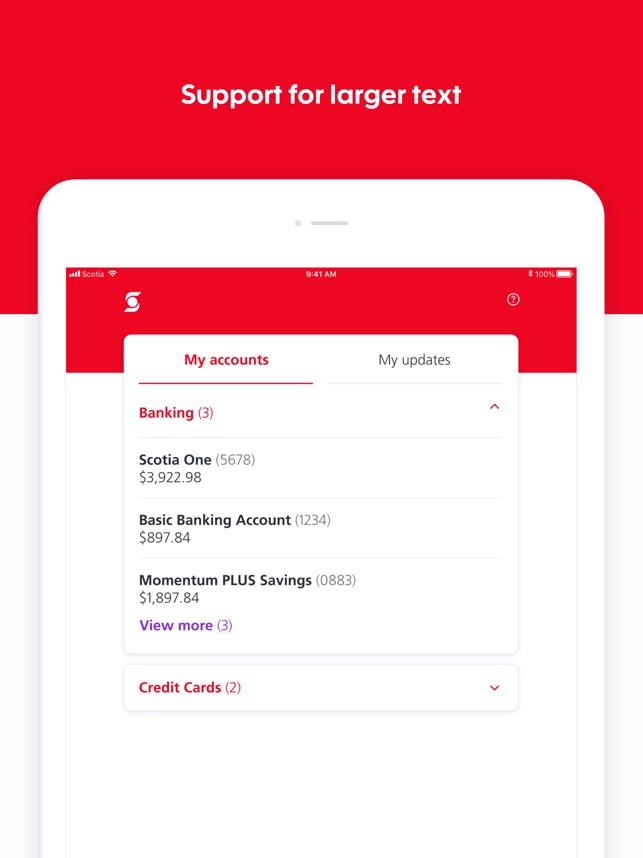 Support for larger text
Scotia 9:41 AM 100%
My accounts My updates
Banking (3)
Scotia One (5678)
$3,922.98
Basic Banking Account (1234)
$897.84
Momentum PLUS Savings (0883)
$1,897.84
View more (3)
Credit Cards (2)